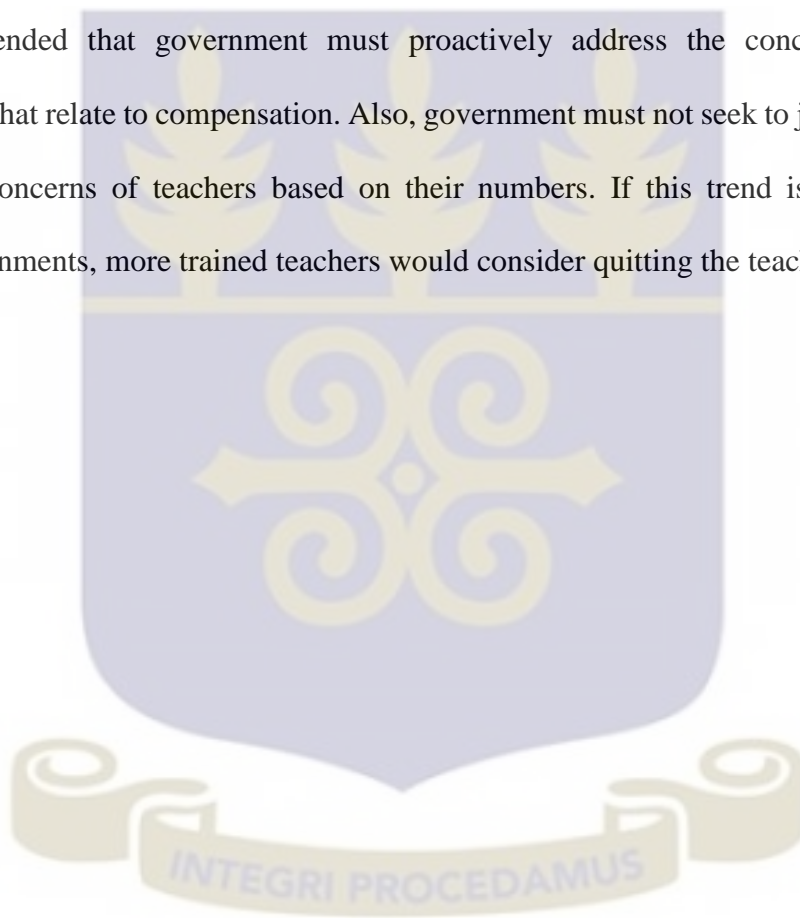 ended that government must proactively address the conc
hat relate to compensation. Also, government must not seek to j
oncerns of teachers based on their numbers. If this trend is
nments, more trained teachers would consider quitting the teac
INTEGRI PROCEDAMUS